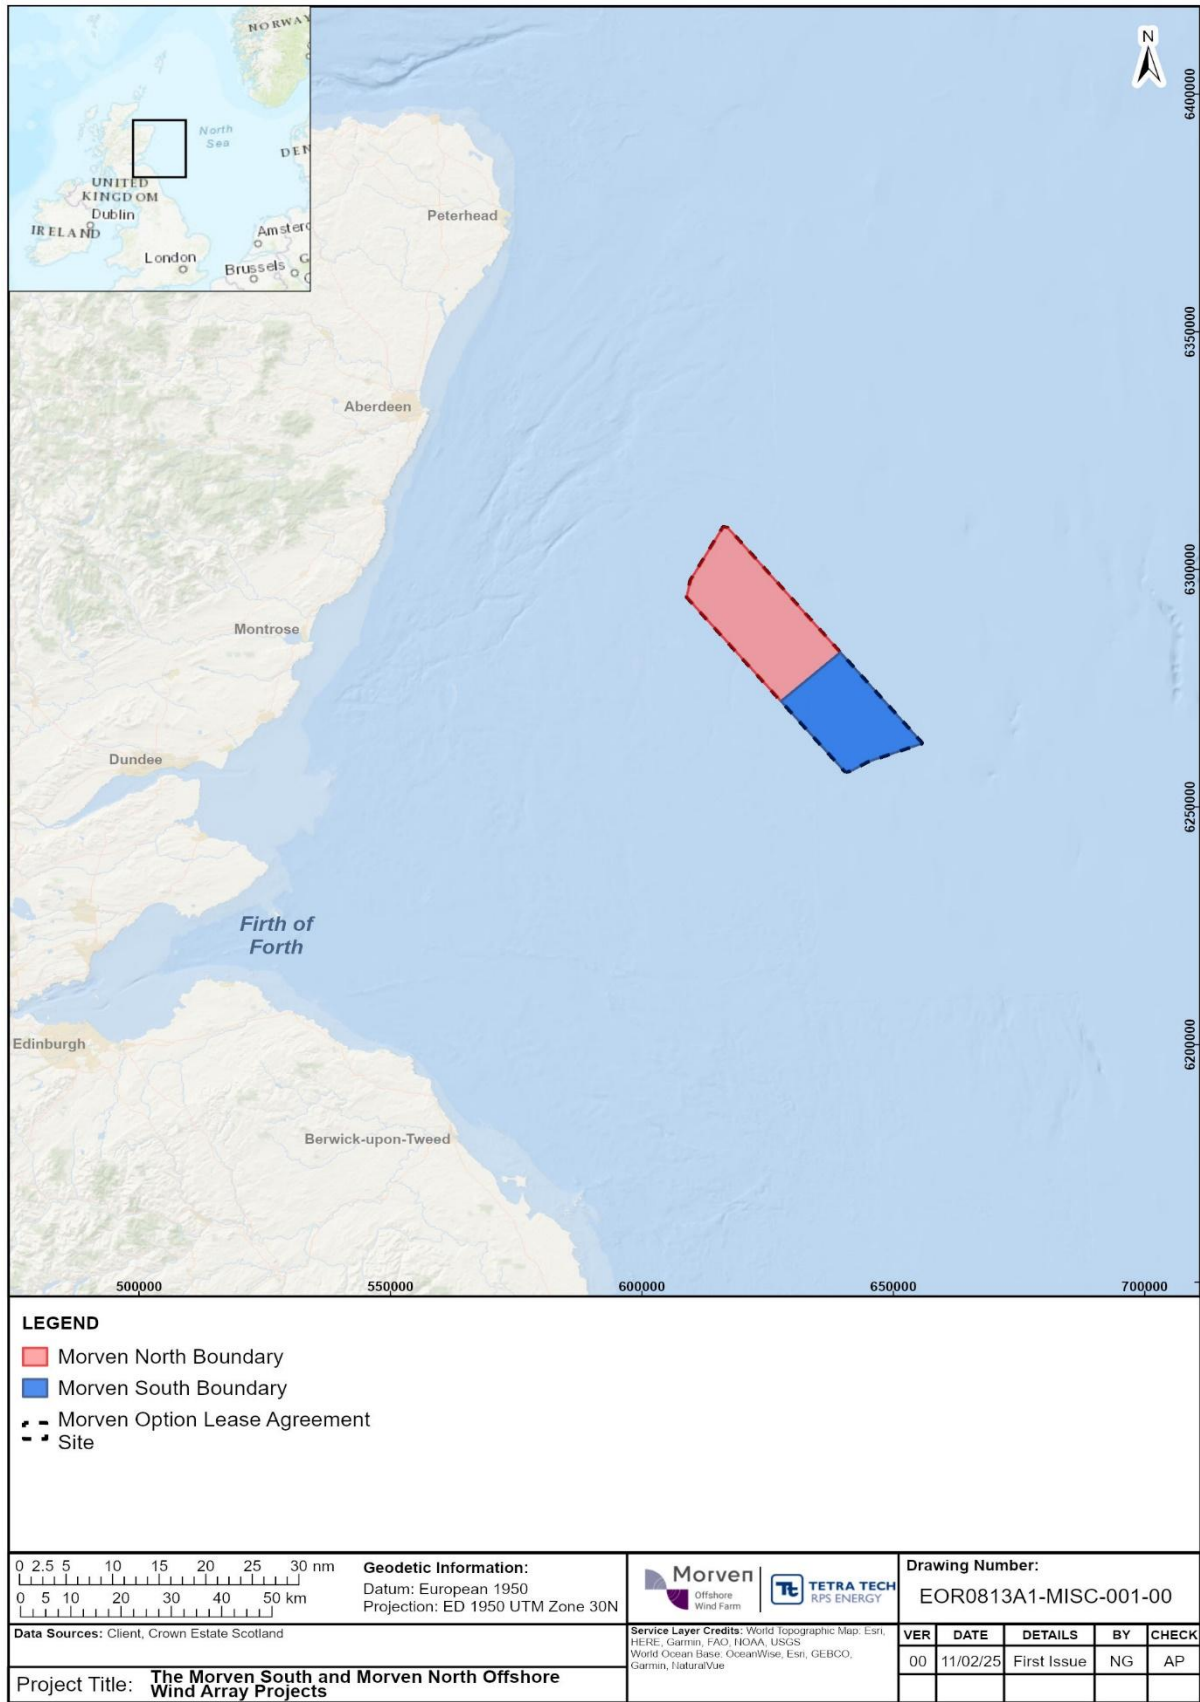 NORWAY
North
Sea
DEN
UNITED
KINGDOM
Dublin
IRELAND
Amsterd
London
Brussels
G
N
6400000
Peterhead
6350000
Aberdeen
6300000
Montrose
6250000
Dundee
Firth of
Forth
6200000
Edinburgh
Berwick-upon-Tweed
500000 550000 600000 650000 700000
LEGEND
Morven North Boundary
Morven South Boundary
Morven Option Lease Agreement
Site
0 2.5 5 10 15 20 25 30 nm
0 5 10 20 30 40 50 km
Geodetic Information:
Datum: European 1950
Projection: ED 1950 UTM Zone 30N
Morven
Offshore
Wind Farm
Tt TETRA TECH
RPS ENERGY
Drawing Number:
EOR0813A1-MISC-001-00
Data Sources: Client, Crown Estate Scotland
Service Layer Credits: World Topographic Map: Esri,
HERE, Garmin, FAO, NOAA, USGS
World Ocean Base: OceanWise, Esri, GEBCO,
Garmin, NaturalVue
VER DATE DETAILS BY CHECK
00 11/02/25 First Issue NG AP
Project Title: The Morven South and Morven North Offshore
Wind Array Projects